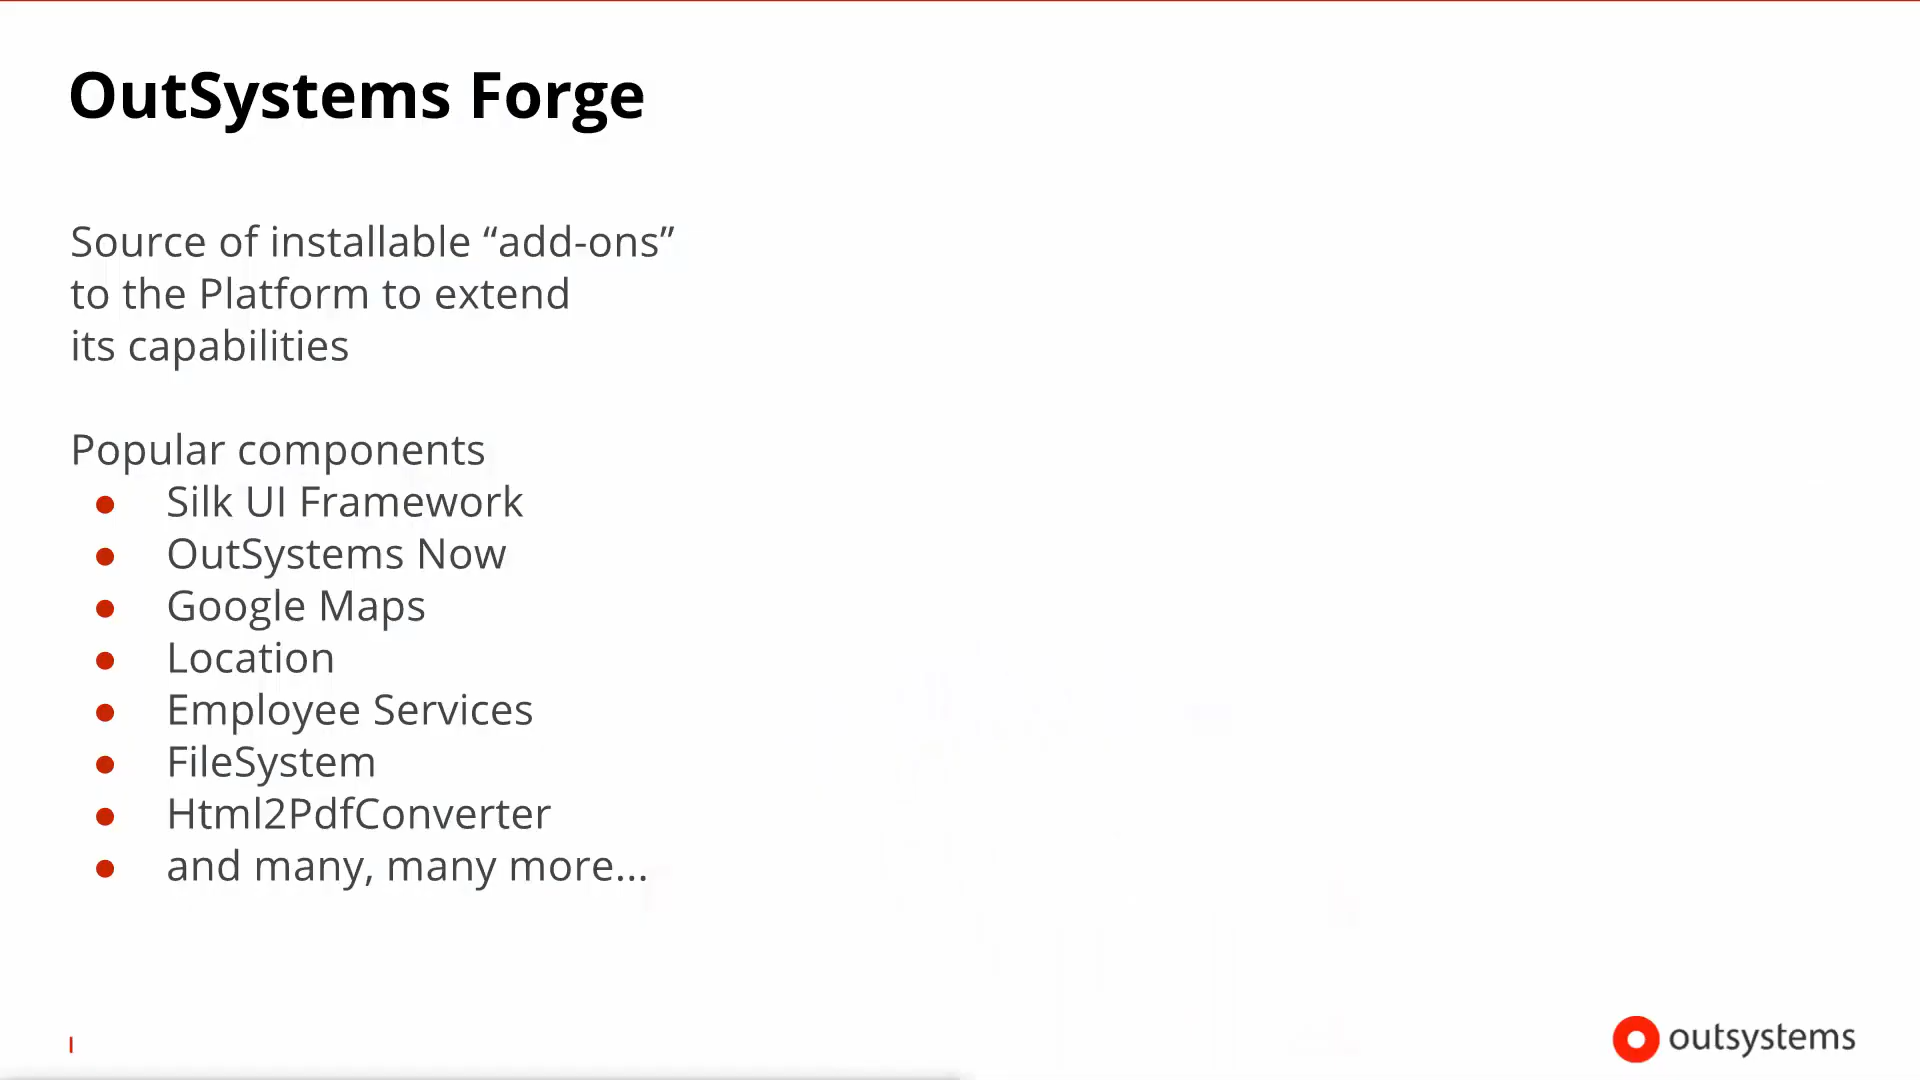 OutSystems Forge
Source of installable “add-ons”
to the Platform to extend
its capabilities
Popular components
● Silk UI Framework
● OutSystems Now
● Google Maps
● Location
● Employee Services
● FileSystem
● Html2PdfConverter
● and many, many more...
outsystems